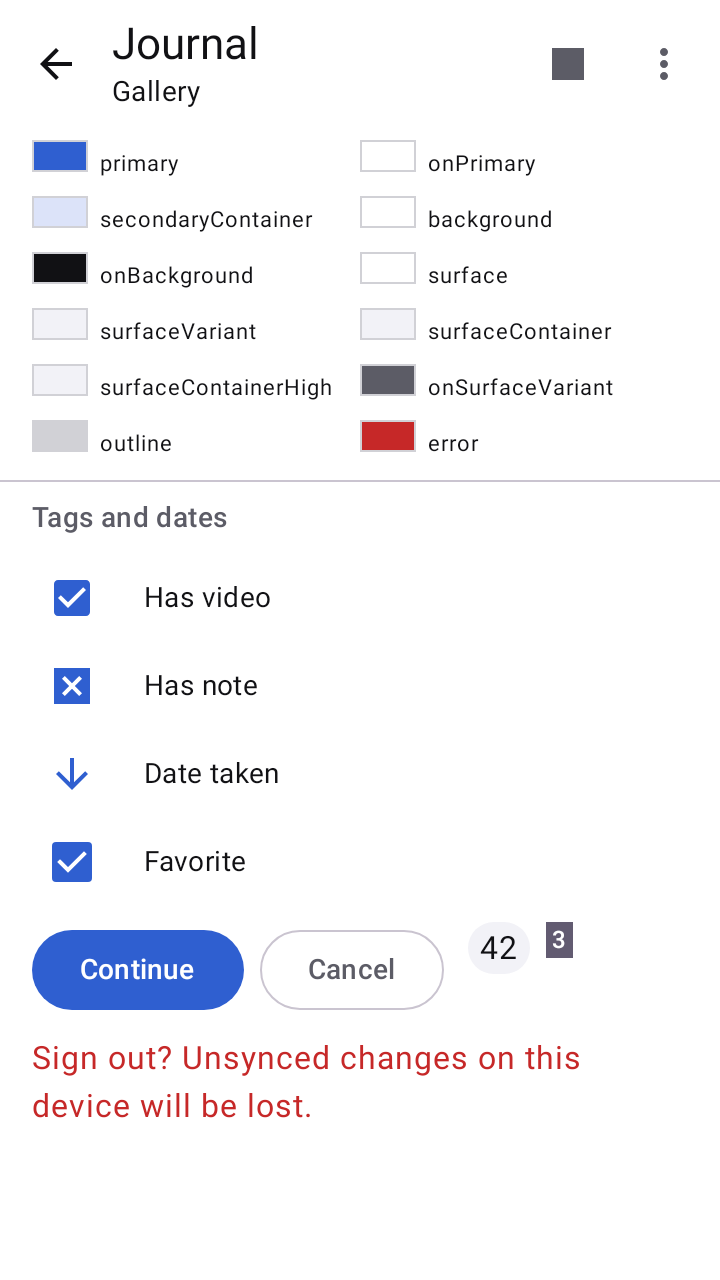 Journal
Gallery
primary
onPrimary
secondaryContainer
background
onBackground
surface
surfaceVariant
surfaceContainer
surfaceContainerHigh
onSurfaceVariant
outline
error
Tags and dates
Has video
Has note
Date taken
Favorite
Continue
Cancel
42
3
Sign out? Unsynced changes on this
device will be lost.